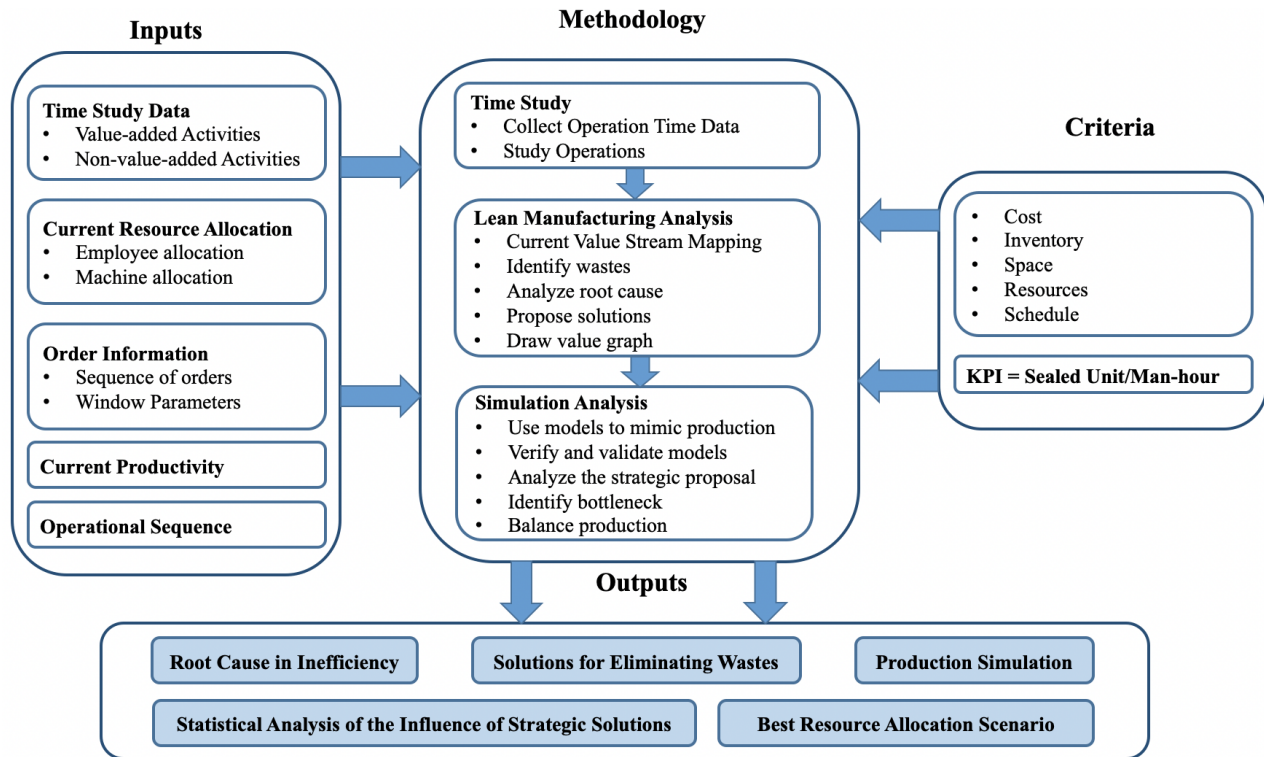 Inputs
Time Study Data
• Value-added Activities
• Non-value-added Activities
Current Resource Allocation
• Employee allocation
• Machine allocation
Order Information
• Sequence of orders
• Window Parameters
Current Productivity
Operational Sequence
Methodology
Time Study
• Collect Operation Time Data
• Study Operations
Lean Manufacturing Analysis
• Current Value Stream Mapping
• Identify wastes
• Analyze root cause
• Propose solutions
• Draw value graph
Simulation Analysis
• Use models to mimic production
• Verify and validate models
• Analyze the strategic proposal
• Identify bottleneck
• Balance production
Criteria
• Cost
• Inventory
• Space
• Resources
• Schedule
KPI = Sealed Unit/Man-hour
Outputs
Root Cause in Inefficiency
Solutions for Eliminating Wastes
Production Simulation
Statistical Analysis of the Influence of Strategic Solutions
Best Resource Allocation Scenario